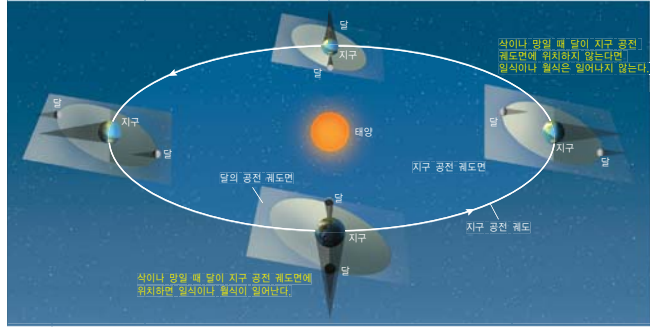 달
지구
달
삭이나 망일 때 달이 지구 공전
궤도면에 위치하지 않는다면
일식이나 월식은 일어나지 않는다.
달
지구
달
태양
달
지구
달
지구 공전 궤도면
달의 공전 궤도면
달
지구
달
지구 공전 궤도
삭이나 망일 때 달이 지구 공전 궤도면에
위치하면 일식이나 월식이 일어난다.